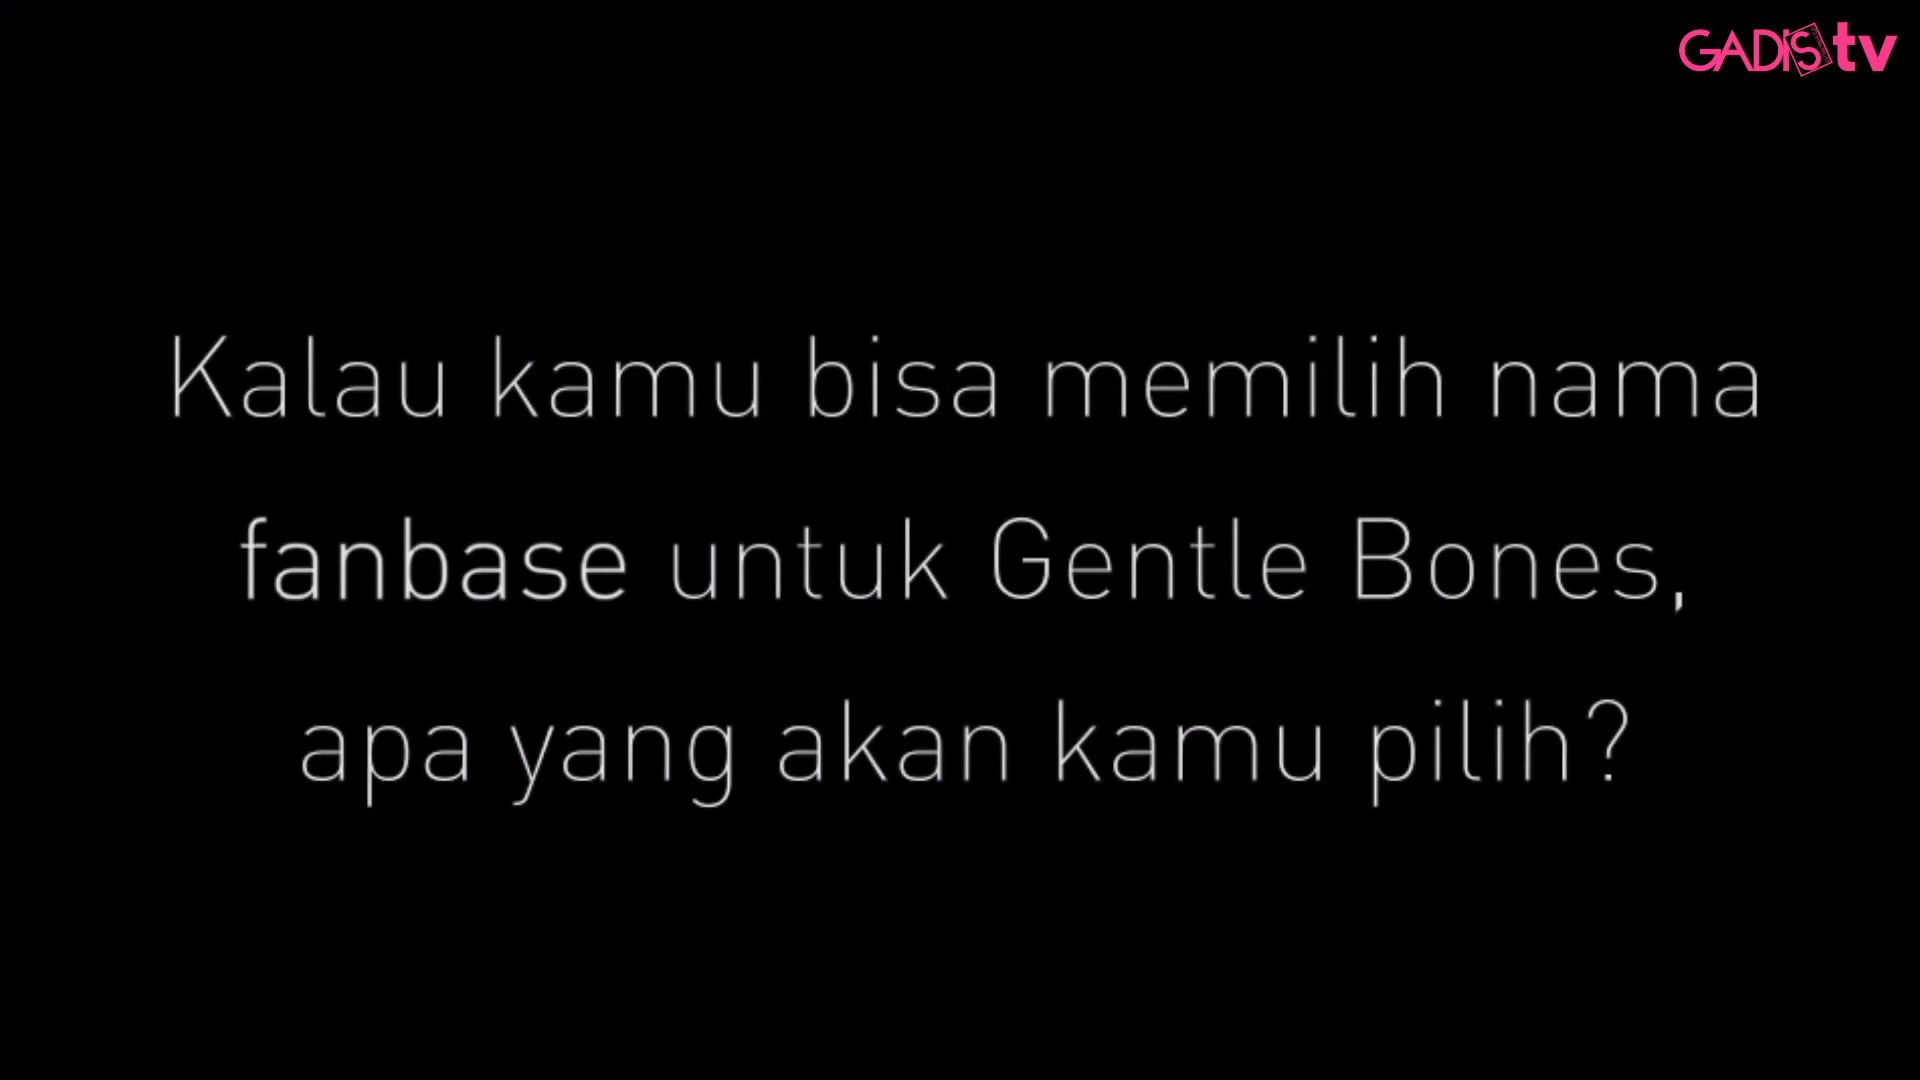 GADIS tv
Kalau kamu bisa memilih nama
fanbase untuk Gentle Bones,
apa yang akan kamu pilih?